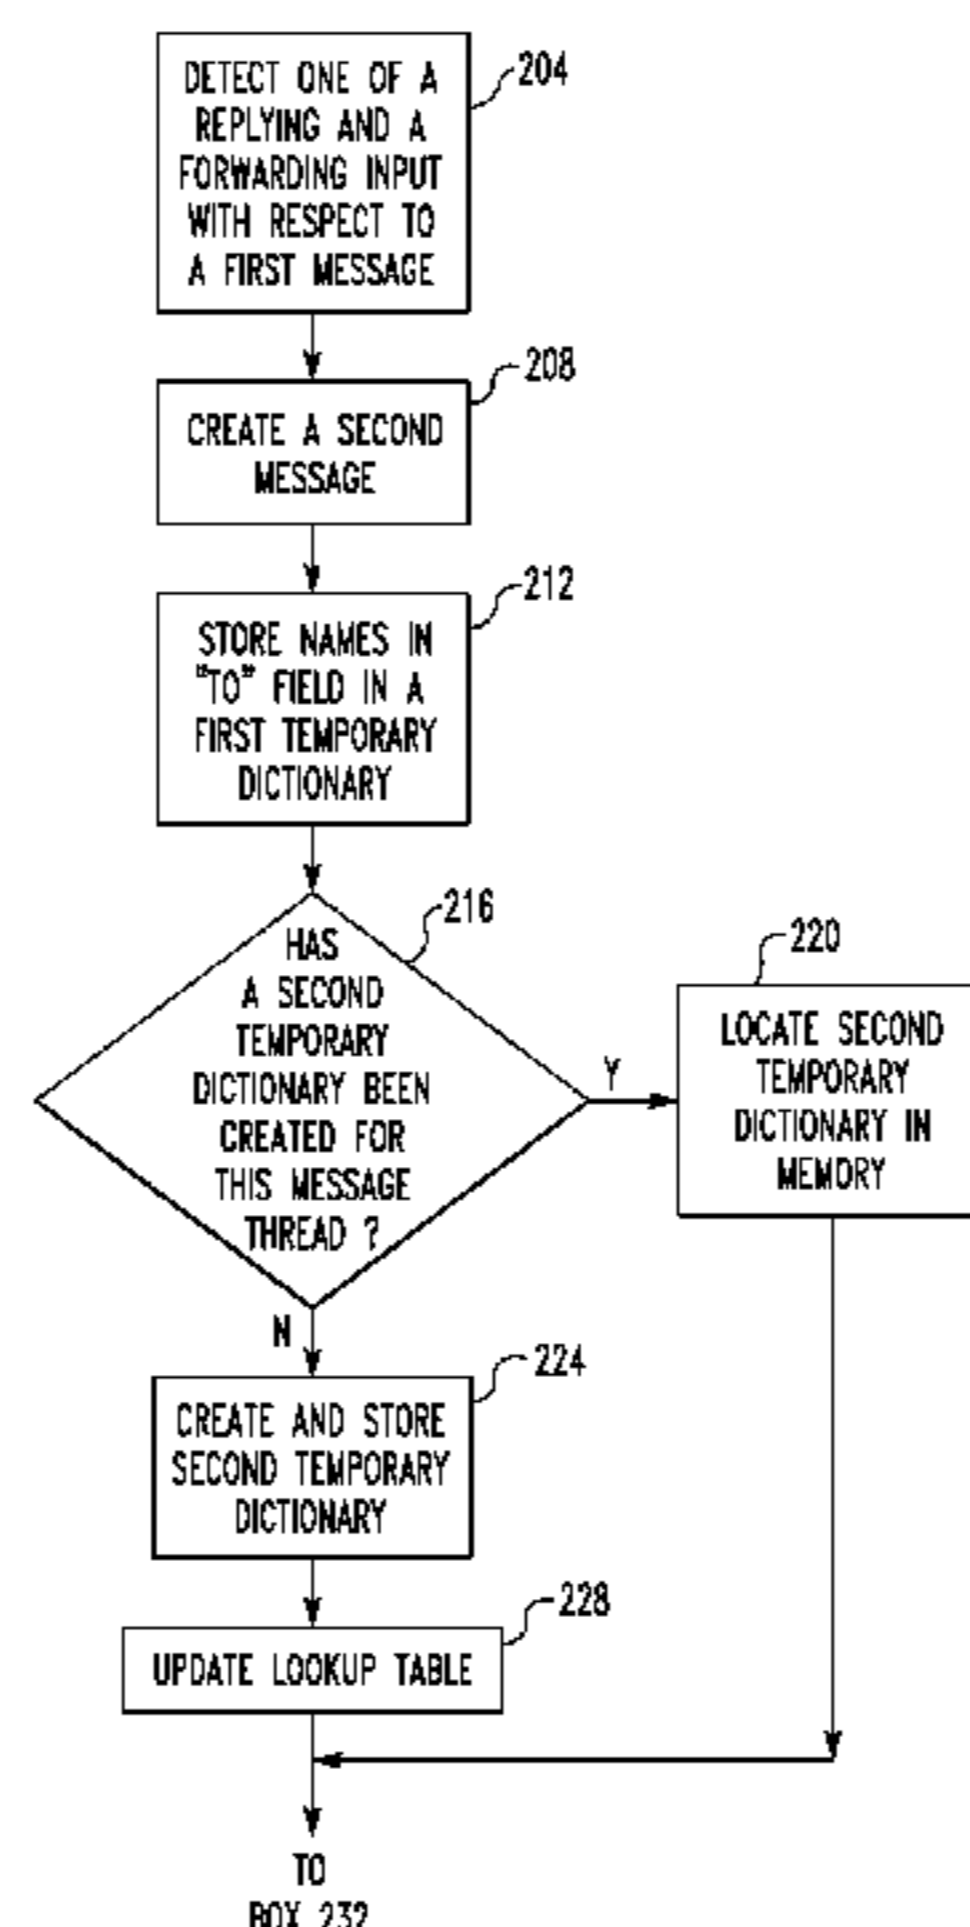 DETECT ONE OF A
REPLYING AND A
FORWARDING INPUT
WITH RESPECT TO
A FIRST MESSAGE
204
CREATE A SECOND
MESSAGE
208
STORE NAMES IN
"TO" FIELD IN A
FIRST TEMPORARY
DICTIONARY
212
HAS
A SECOND
TEMPORARY
DICTIONARY BEEN
CREATED FOR
THIS MESSAGE
THREAD ?
216
Y
LOCATE SECOND
TEMPORARY
DICTIONARY IN
MEMORY
220
N
CREATE AND STORE
SECOND TEMPORARY
DICTIONARY
224
UPDATE LOOKUP TABLE
228
TO
BOX 232